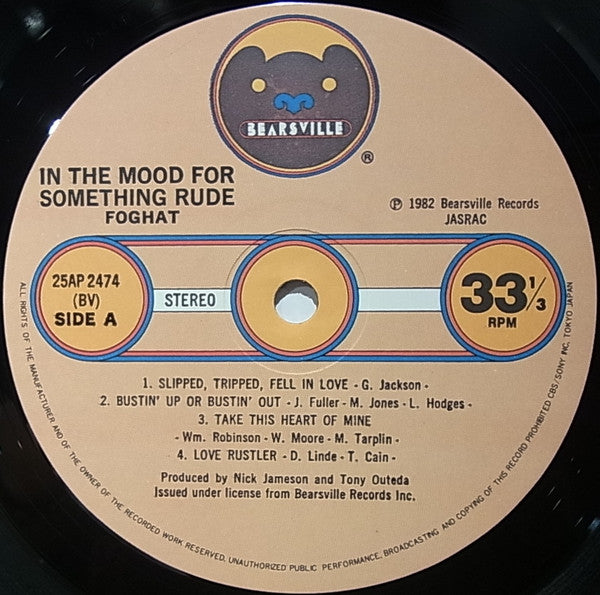 BEARSVILLE
®
IN THE MOOD FOR
SOMETHING RUDE
FOGHAT
℗ 1982 Bearsville Records
JASRAC
25AP 2474
(BV)
SIDE A
STEREO
33 1/3
RPM
1. SLIPPED, TRIPPED, FELL IN LOVE - G. Jackson -
2. BUSTIN' UP OR BUSTIN' OUT - J. Fuller - M. Jones - L. Hodges -
3. TAKE THIS HEART OF MINE
- Wm. Robinson - W. Moore - M. Tarplin -
4. LOVE RUSTLER - D. Linde - T. Cain -
Produced by Nick Jameson and Tony Outeda
Issued under license from Bearsville Records Inc.
ALL RIGHTS OF THE MANUFACTURER AND OF THE OWNER OF THE RECORDED WORK RESERVED. UNAUTHORIZED PUBLIC PERFORMANCE, BROADCASTING AND COPYING OF THIS RECORD PROHIBITED CBS/SONY INC. TOKYO JAPAN